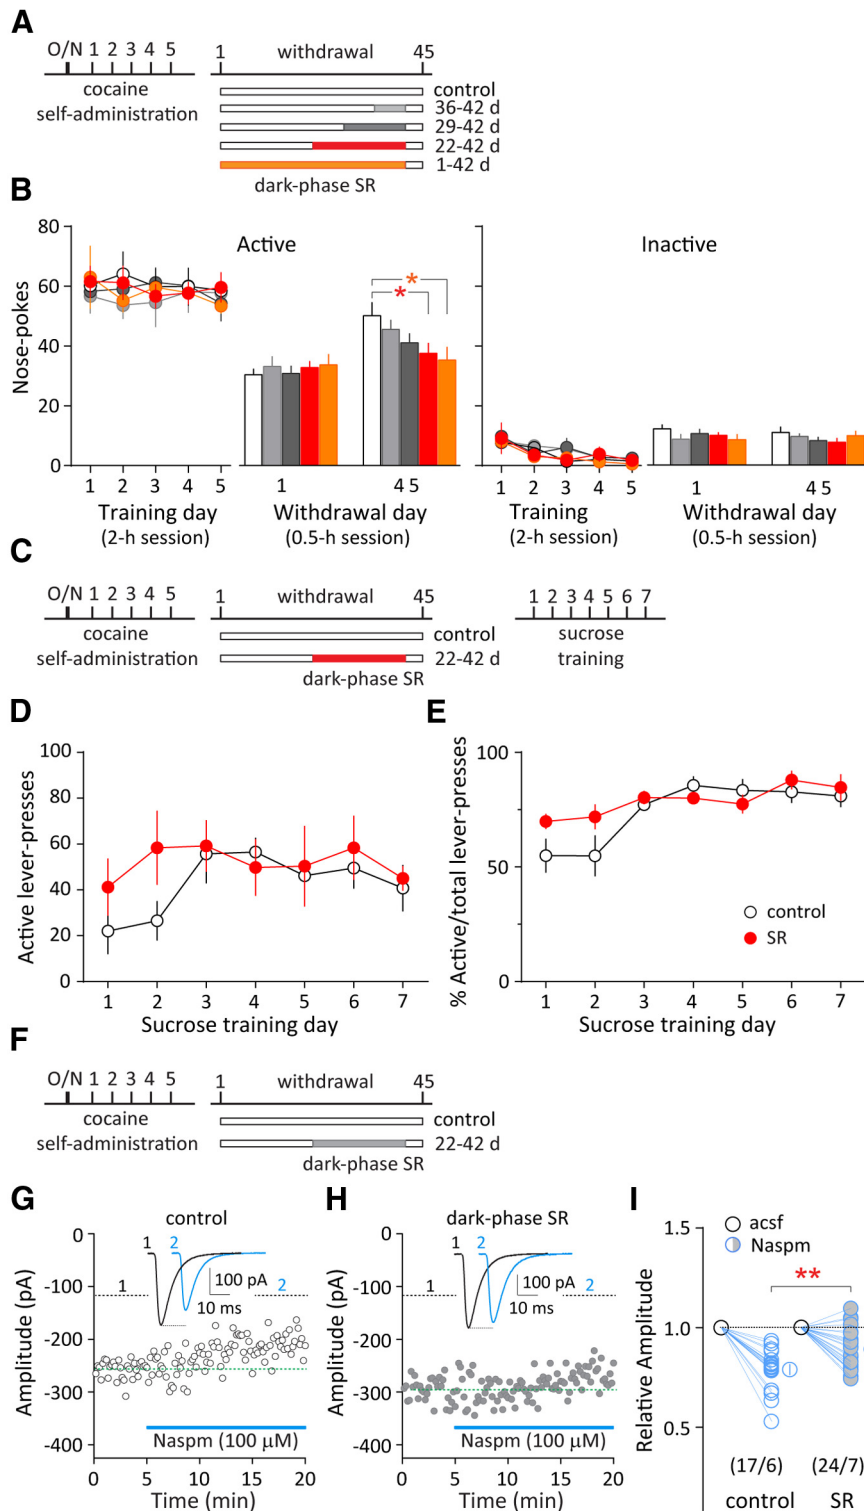 A
O/N 1 2 3 4 5
1 withdrawal 45
cocaine
self-administration
control
36-42 d
29-42 d
22-42 d
1-42 d
dark-phase SR
B
Nose-pokes
80
60
40
20
0
Active
*
*
1 2 3 4 5
Training day
(2-h session)
1 45
Withdrawal day
(0.5-h session)
Inactive
1 2 3 4 5
Training
(2-h session)
1 45
Withdrawal day
(0.5-h session)
C
O/N 1 2 3 4 5
1 withdrawal 45
1 2 3 4 5 6 7
cocaine
self-administration
control
22-42 d
dark-phase SR
sucrose
training
D
Active lever-presses
100
80
60
40
20
0
1 2 3 4 5 6 7
Sucrose training day
E
% Active/total lever-presses
100
50
0
control
SR
1 2 3 4 5 6 7
Sucrose training day
F
O/N 1 2 3 4 5
1 withdrawal 45
cocaine
self-administration
control
22-42 d
dark-phase SR
G
control
Amplitude (pA)
0
-100
-200
-300
-400
1
1 2
100 pA
10 ms
2
Naspm (100 µM)
0 5 10 15 20
Time (min)
H
dark-phase SR
Amplitude (pA)
0
-100
-200
-300
-400
1
1 2
100 pA
10 ms
2
Naspm (100 µM)
0 5 10 15 20
Time (min)
I
acsf
Naspm
Relative Amplitude
1.5
1.0
0.5
**
(17/6) (24/7)
control SR